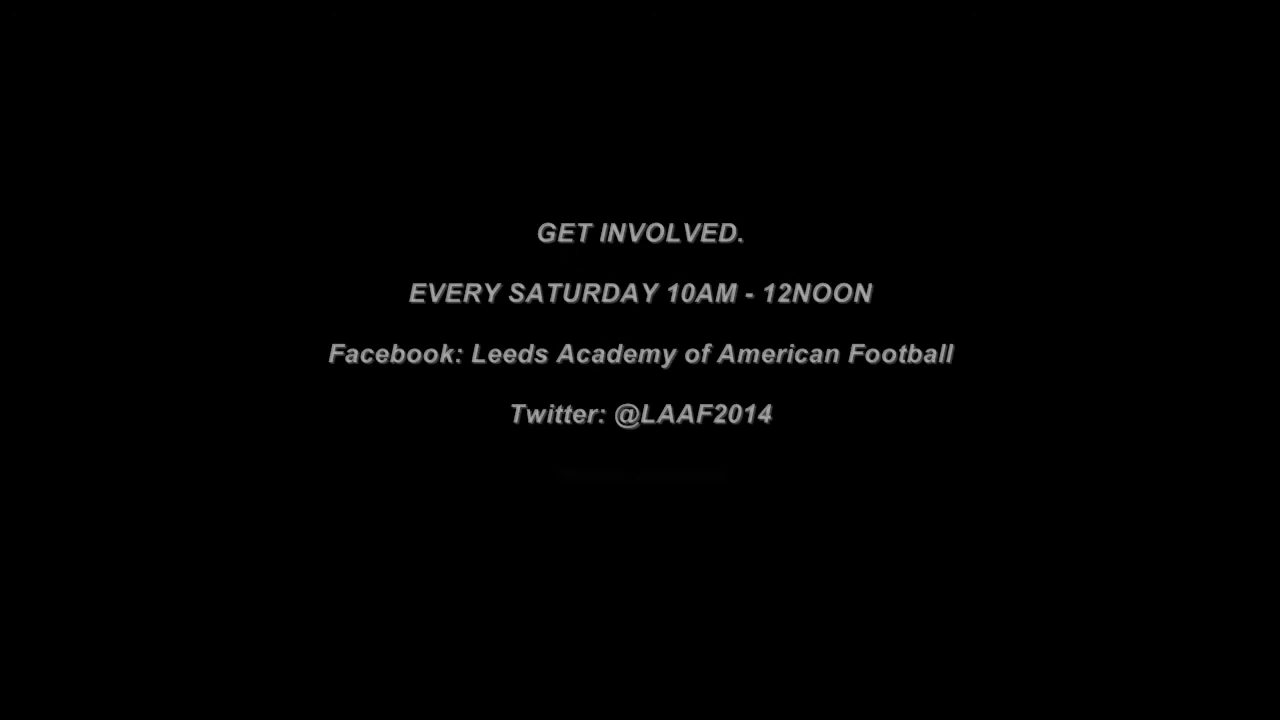 GET INVOLVED.
EVERY SATURDAY 10AM - 12NOON
Facebook: Leeds Academy of American Football
Twitter: @LAAF2014